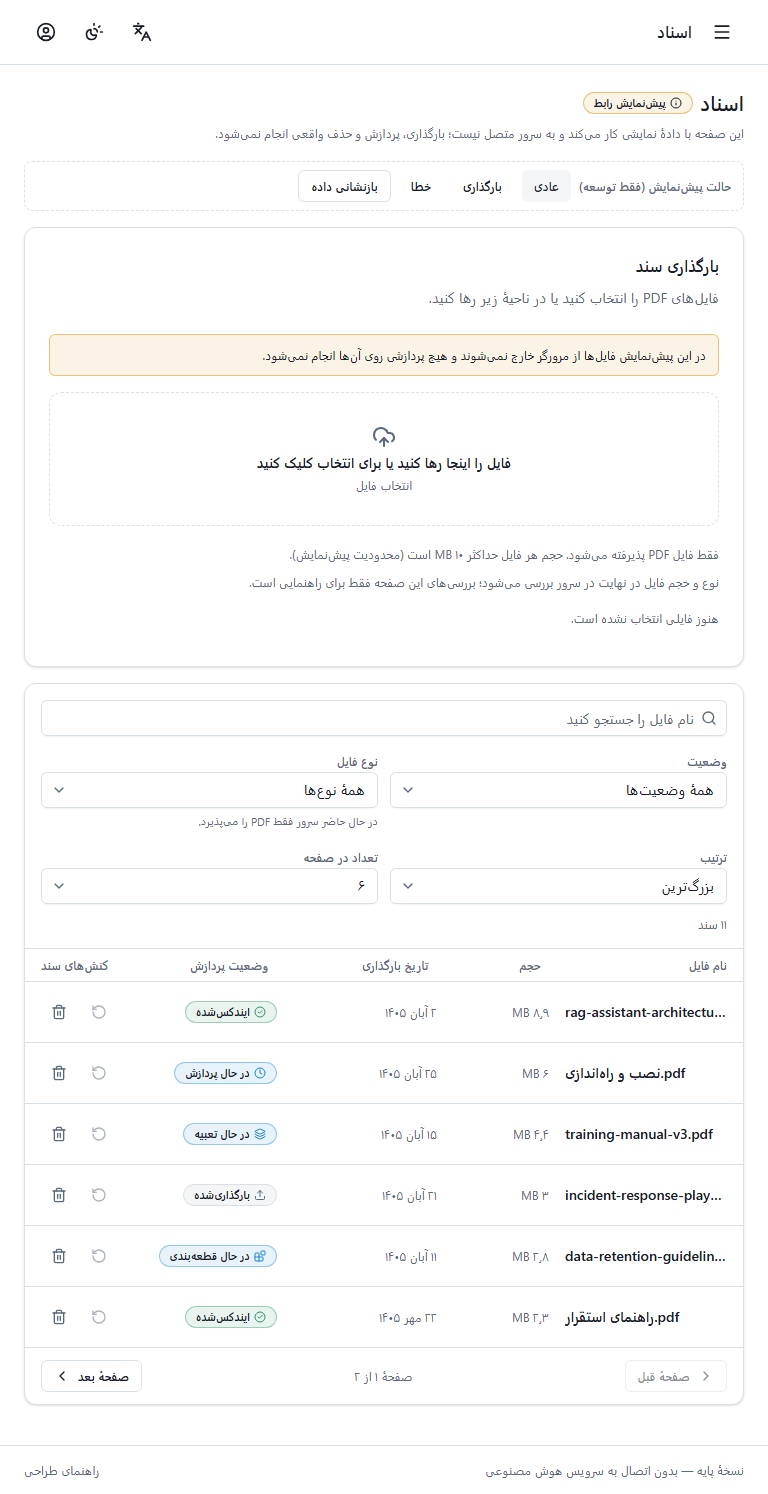 اسناد
اسناد
پیش‌نمایش رابط
این صفحه با دادهٔ نمایشی کار می‌کند و به سرور متصل نیست؛ بارگذاری، پردازش و حذف واقعی انجام نمی‌شود.
حالت پیش‌نمایش (فقط توسعه) عادی بارگذاری خطا بازنشانی داده
بارگذاری سند
فایل‌های PDF را انتخاب کنید یا در ناحیهٔ زیر رها کنید.
در این پیش‌نمایش فایل‌ها از مرورگر خارج نمی‌شوند و هیچ پردازشی روی آن‌ها انجام نمی‌شود.
فایل را اینجا رها کنید یا برای انتخاب کلیک کنید
انتخاب فایل
فقط فایل PDF پذیرفته می‌شود. حجم هر فایل حداکثر ۱۰ MB است (محدودیت پیش‌نمایش).
نوع و حجم فایل در نهایت در سرور بررسی می‌شود؛ بررسی‌های این صفحه فقط برای راهنمایی است.
هنوز فایلی انتخاب نشده است.
نام فایل را جستجو کنید
وضعیت نوع فایل
همهٔ وضعیت‌ها همهٔ نوع‌ها
در حال حاضر سرور فقط PDF را می‌پذیرد.
ترتیب تعداد در صفحه
بزرگ‌ترین ۶
۱۱ سند
نام فایل حجم تاریخ بارگذاری وضعیت پردازش کنش‌های سند
rag-assistant-architectu... ۸٫۹ MB ۲ آبان ۱۴۰۵ ایندکس‌شده
نصب و راه‌اندازی.pdf ۶ MB ۲۵ آبان ۱۴۰۵ در حال پردازش
training-manual-v3.pdf ۴٫۴ MB ۱۵ آبان ۱۴۰۵ در حال تعبیه
incident-response-play... ۳ MB ۲۱ آبان ۱۴۰۵ بارگذاری‌شده
data-retention-guidelin... ۲٫۸ MB ۱۱ آبان ۱۴۰۵ در حال قطعه‌بندی
راهنمای استقرار.pdf ۲٫۳ MB ۲۲ مهر ۱۴۰۵ ایندکس‌شده
صفحهٔ قبل صفحهٔ ۱ از ۲ صفحهٔ بعد
نسخهٔ پایه — بدون اتصال به سرویس هوش مصنوعی راهنمای طراحی